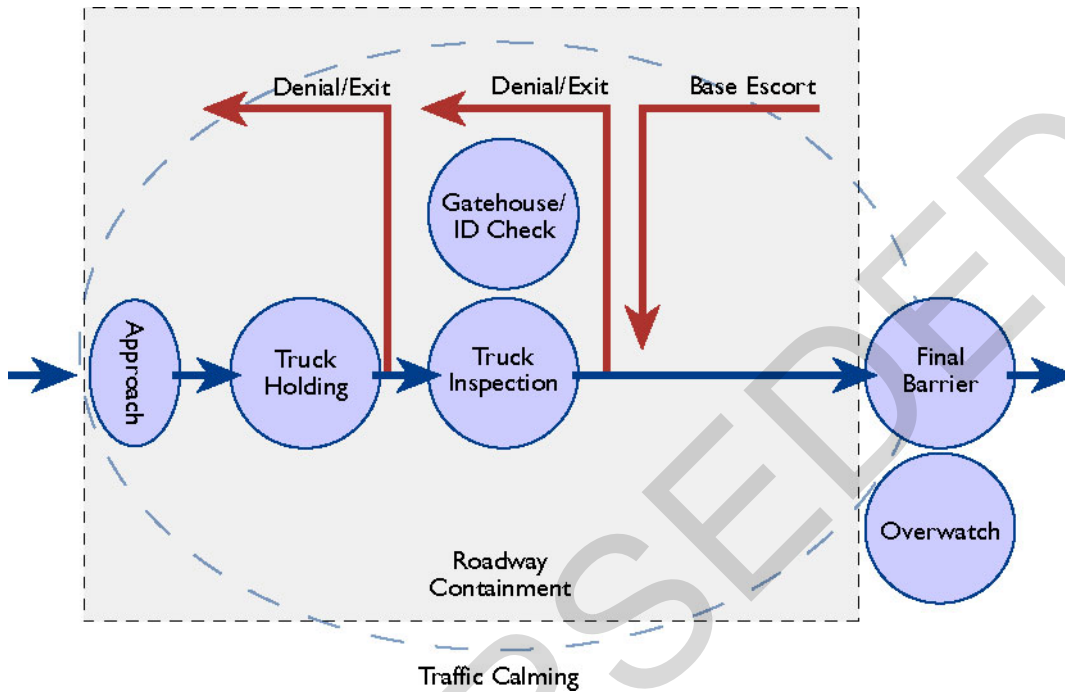 Denial/Exit
Denial/Exit
Base Escort
Gatehouse/
ID Check
Approach
Truck
Holding
Truck
Inspection
Final
Barrier
Overwatch
Roadway
Containment
Traffic Calming